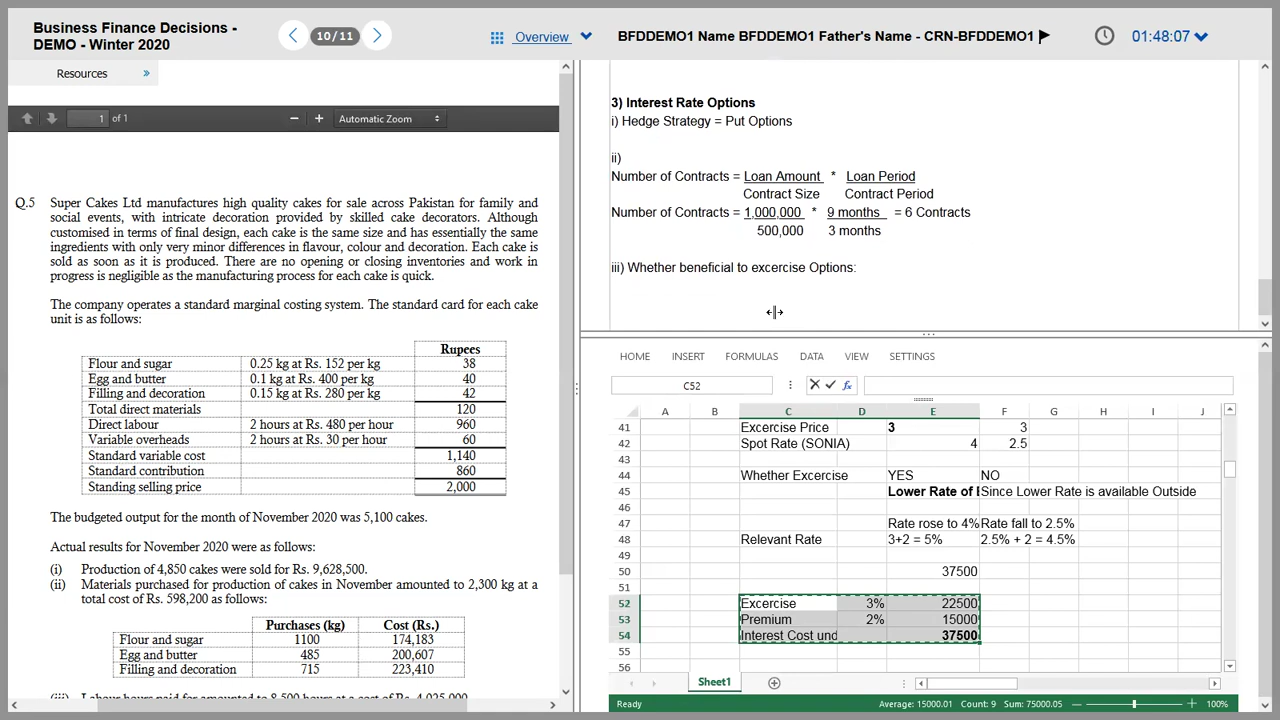 Business Finance Decisions -
DEMO - Winter 2020
10/11
Overview
BFDDEMO1 Name BFDDEMO1 Father's Name - CRN-BFDDEMO1
01:48:07
Resources »
1 of 1
Automatic Zoom
Q.5 Super Cakes Ltd manufactures high quality cakes for sale across Pakistan for family and
social events, with intricate decoration provided by skilled cake decorators. Although
customised in terms of final design, each cake is the same size and has essentially the same
ingredients with only very minor differences in flavour, colour and decoration. Each cake is
sold as soon as it is produced. There are no opening or closing inventories and work in
progress is negligible as the manufacturing process for each cake is quick.
The company operates a standard marginal costing system. The standard card for each cake
unit is as follows:
Rupees
Flour and sugar 0.25 kg at Rs. 152 per kg 38
Egg and butter 0.1 kg at Rs. 400 per kg 40
Filling and decoration 0.15 kg at Rs. 280 per kg 42
Total direct materials 120
Direct labour 2 hours at Rs. 480 per hour 960
Variable overheads 2 hours at Rs. 30 per hour 60
Standard variable cost 1,140
Standard contribution 860
Standing selling price 2,000
The budgeted output for the month of November 2020 was 5,100 cakes.
Actual results for November 2020 were as follows:
(i) Production of 4,850 cakes were sold for Rs. 9,628,500.
(ii) Materials purchased for production of cakes in November amounted to 2,300 kg at a
total cost of Rs. 598,200 as follows:
Purchases (kg) Cost (Rs.)
Flour and sugar 1100 174,183
Egg and butter 485 200,607
Filling and decoration 715 223,410
(iii) Labour hours paid for amounted to 8,500 hours at a cost of Rs. 4,025,000
3) Interest Rate Options
i) Hedge Strategy = Put Options
ii)
Number of Contracts = Loan Amount * Loan Period
Contract Size Contract Period
Number of Contracts = 1,000,000 * 9 months = 6 Contracts
500,000 3 months
iii) Whether beneficial to excercise Options:
HOME INSERT FORMULAS DATA VIEW SETTINGS
C52 fx
A B C D E F G H I J
41 Excercise Price 3 3
42 Spot Rate (SONIA) 4 2.5
43
44 Whether Excercise YES NO
45 Lower Rate of Since Lower Rate is available Outside
46
47 Rate rose to 4% Rate fall to 2.5%
48 Relevant Rate 3+2 = 5% 2.5% + 2 = 4.5%
49
50 37500
51
52 Excercise 3% 22500
53 Premium 2% 15000
54 Interest Cost und 37500
55
56
Sheet1
Ready Average: 15000.01 Count: 9 Sum: 75000.05 100%